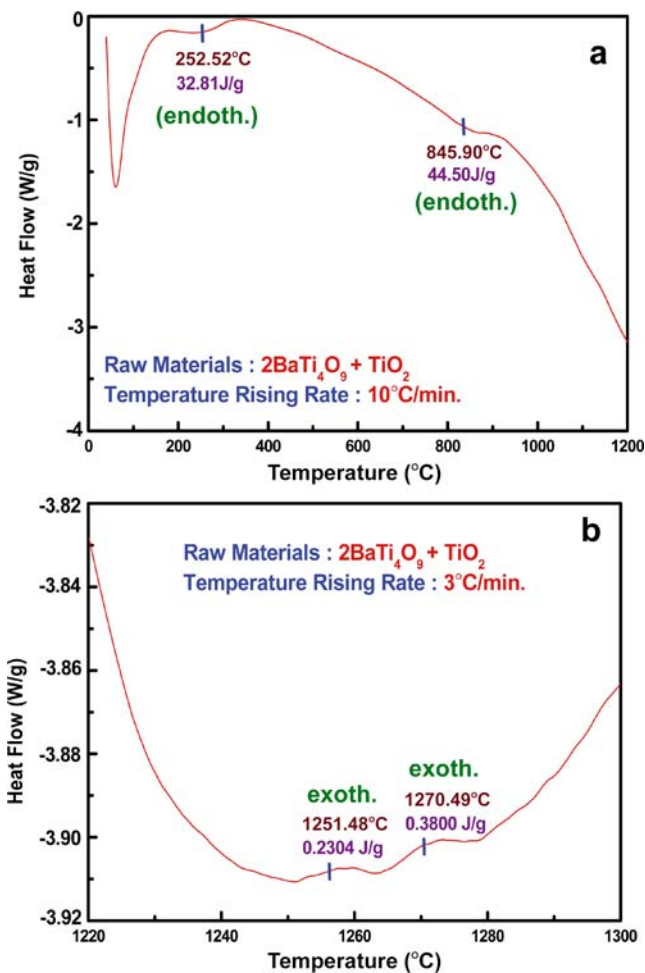 a
0
-1
-2
-3
-4
Heat Flow (W/g)
252.52°C
32.81J/g
(endoth.)
845.90°C
44.50J/g
(endoth.)
Raw Materials : 2BaTi₄O₉ + TiO₂
Temperature Rising Rate : 10°C/min.
0 200 400 600 800 1000 1200
Temperature (°C)
b
-3.82
-3.84
-3.86
-3.88
-3.90
-3.92
Heat Flow (W/g)
Raw Materials : 2BaTi₄O₉ + TiO₂
Temperature Rising Rate : 3°C/min.
exoth.
1251.48°C
0.2304 J/g
exoth.
1270.49°C
0.3800 J/g
1220 1240 1260 1280 1300
Temperature (°C)